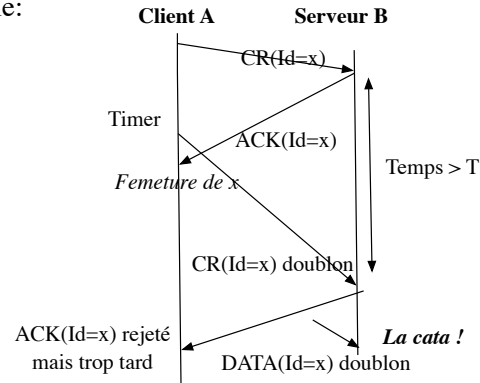 le:
Client A Serveur B
CR(Id=x)
Timer
ACK(Id=x)
Temps > T
Femeture de x
CR(Id=x) doublon
ACK(Id=x) rejeté
mais trop tard
La cata !
DATA(Id=x) doublon